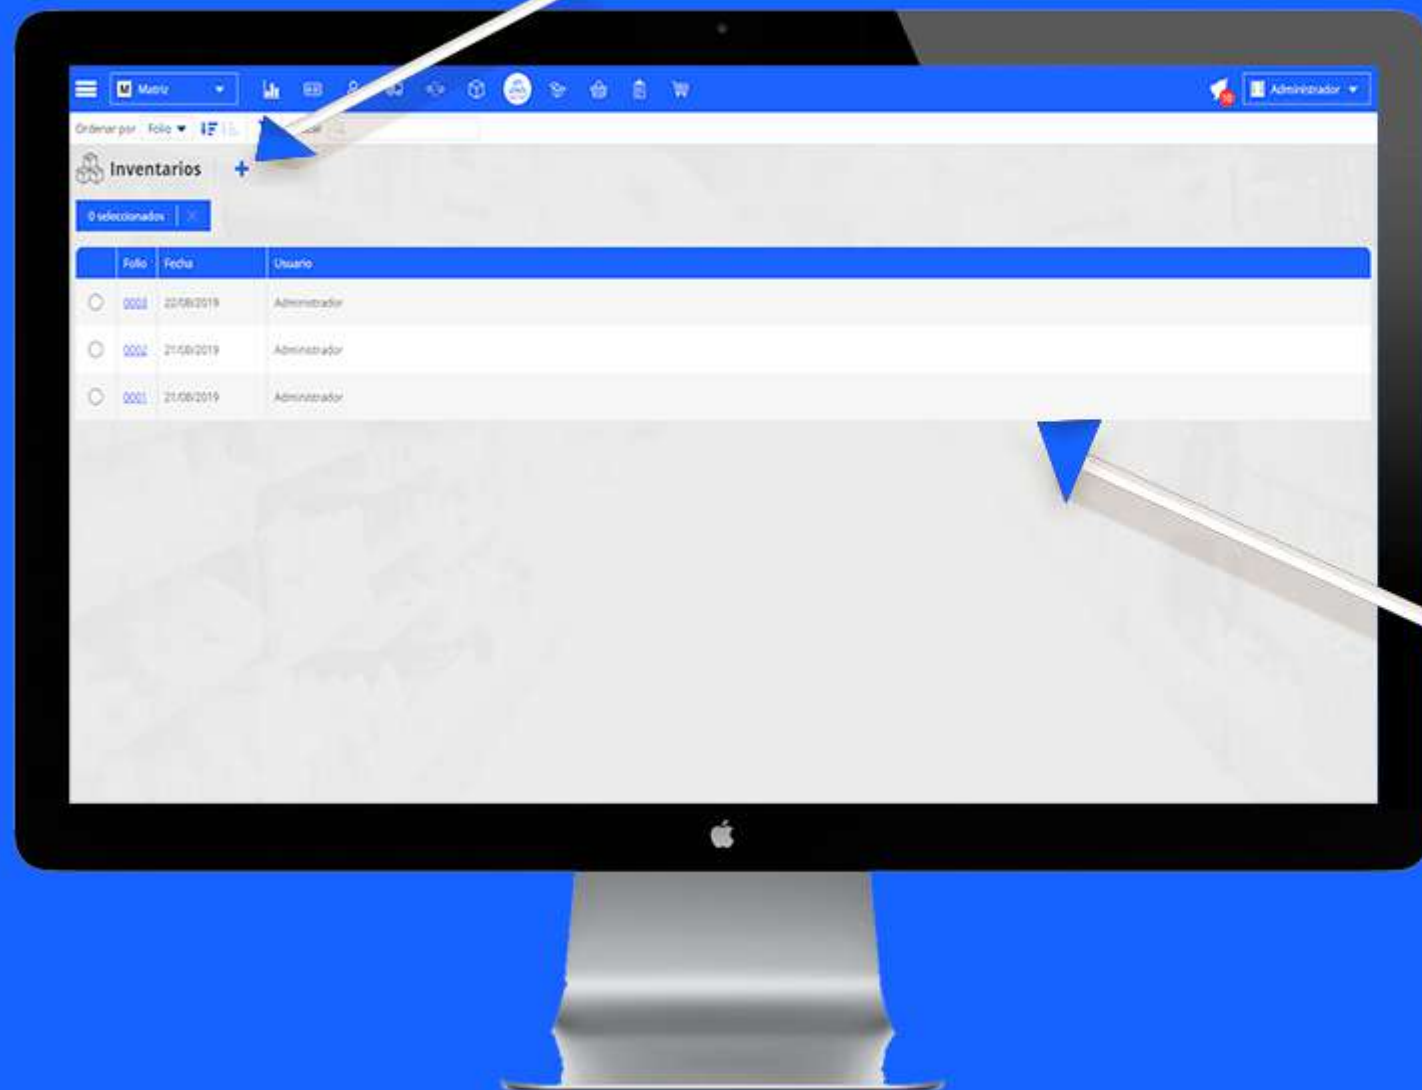 M Matriz
10
Administrador
Ordenar por Folio
Inventarios +
0 seleccionados
Folio Fecha Usuario
0003 22/08/2019 Administrador
0002 21/08/2019 Administrador
0001 21/08/2019 Administrador